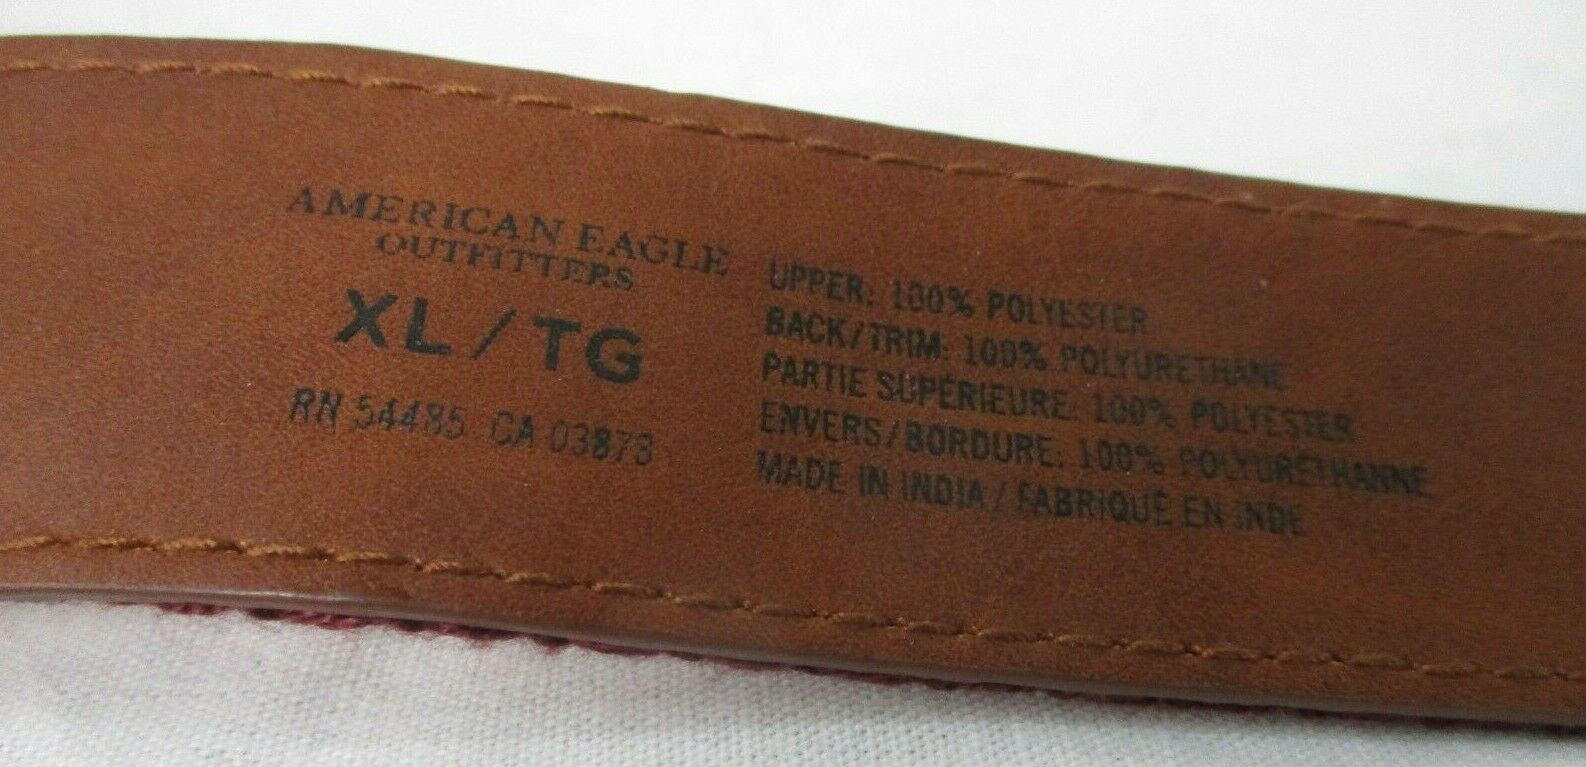 AMERICAN EAGLE
OUTFITTERS
XL / TG
RN 54485 CA 03873
UPPER: 100% POLYESTER
BACK/TRIM: 100% POLYURETHANE
PARTIE SUPÉRIEURE: 100% POLYESTER
ENVERS/BORDURE: 100% POLYURÉTHANNE
MADE IN INDIA / FABRIQUÉ EN INDE